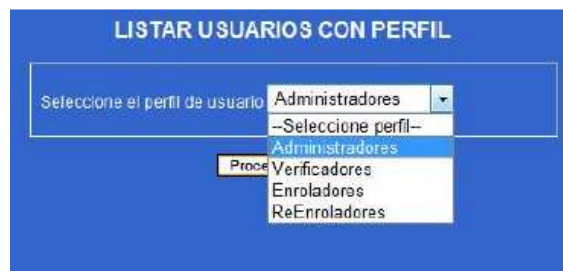 LISTAR USUARIOS CON PERFIL
Seleccione el perfil de usuario Administradores
--Seleccione perfil--
Administradores
Verificadores
Enroladores
ReEnroladores